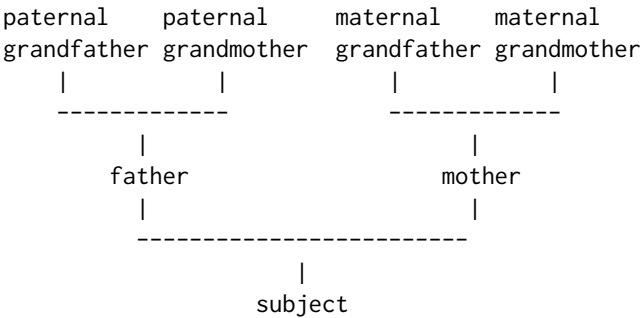 paternal paternal maternal maternal
grandfather grandmother grandfather grandmother
father mother
subject